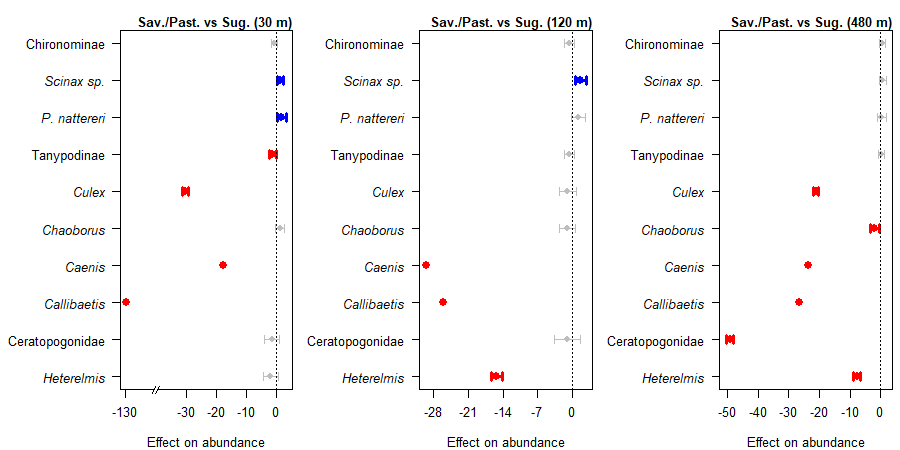 Sav./Past. vs Sug. (30 m)
Chironominae
Scinax sp.
P. nattereri
Tanypodinae
Culex
Chaoborus
Caenis
Callibaetis
Ceratopogonidae
Heterelmis
-130 -30 -20 -10 0
Effect on abundance
Sav./Past. vs Sug. (120 m)
Chironominae
Scinax sp.
P. nattereri
Tanypodinae
Culex
Chaoborus
Caenis
Callibaetis
Ceratopogonidae
Heterelmis
-28 -21 -14 -7 0
Effect on abundance
Sav./Past. vs Sug. (480 m)
Chironominae
Scinax sp.
P. nattereri
Tanypodinae
Culex
Chaoborus
Caenis
Callibaetis
Ceratopogonidae
Heterelmis
-50 -40 -30 -20 -10 0
Effect on abundance